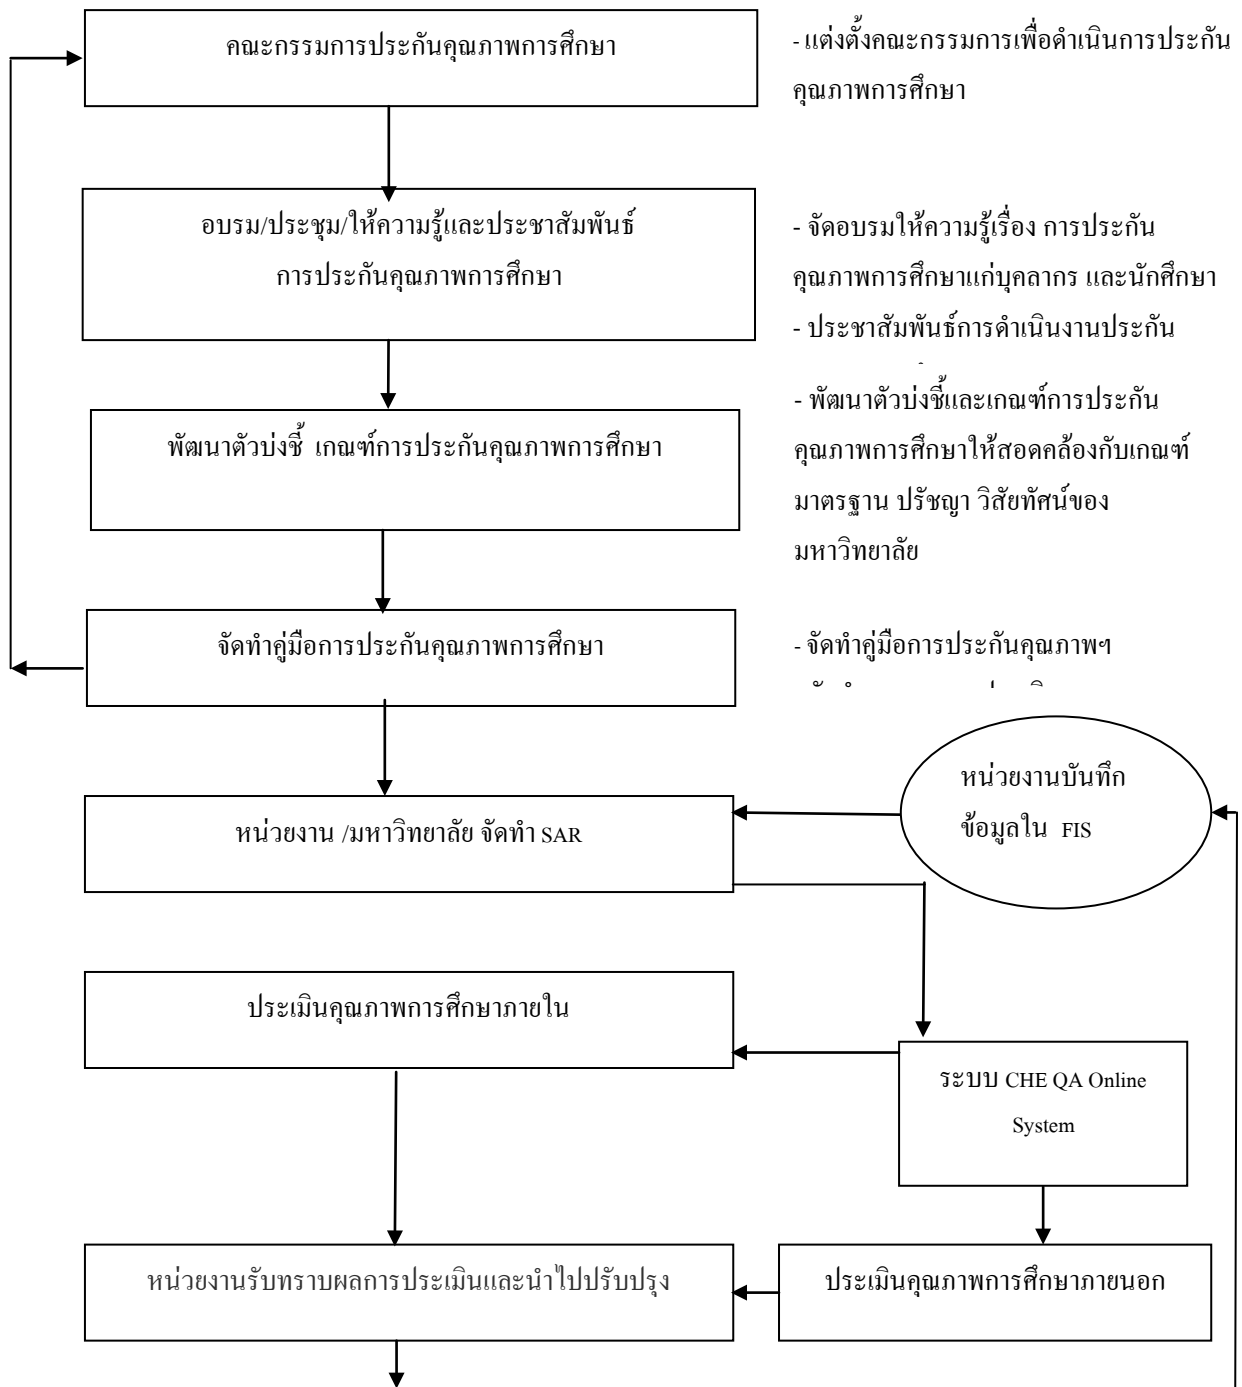 คณะกรรมการประกันคุณภาพการศึกษา
- แต่งตั้งคณะกรรมการเพื่อดำเนินการประกัน
คุณภาพการศึกษา
อบรม/ประชุม/ให้ความรู้และประชาสัมพันธ์
การประกันคุณภาพการศึกษา
- จัดอบรมให้ความรู้เรื่อง การประกัน
คุณภาพการศึกษาแก่บุคลากร และนักศึกษา
- ประชาสัมพันธ์การดำเนินงานประกัน
พัฒนาตัวบ่งชี้ เกณฑ์การประกันคุณภาพการศึกษา
- พัฒนาตัวบ่งชี้และเกณฑ์การประกัน
คุณภาพการศึกษาให้สอดคล้องกับเกณฑ์
มาตรฐาน ปรัชญา วิสัยทัศน์ของ
มหาวิทยาลัย
จัดทำคู่มือการประกันคุณภาพการศึกษา
- จัดทำคู่มือการประกันคุณภาพฯ
หน่วยงานบันทึก
ข้อมูลใน FIS
หน่วยงาน /มหาวิทยาลัย จัดทำ SAR
ประเมินคุณภาพการศึกษาภายใน
ระบบ CHE QA Online
System
หน่วยงานรับทราบผลการประเมินและนำไปปรับปรุง
ประเมินคุณภาพการศึกษาภายนอก